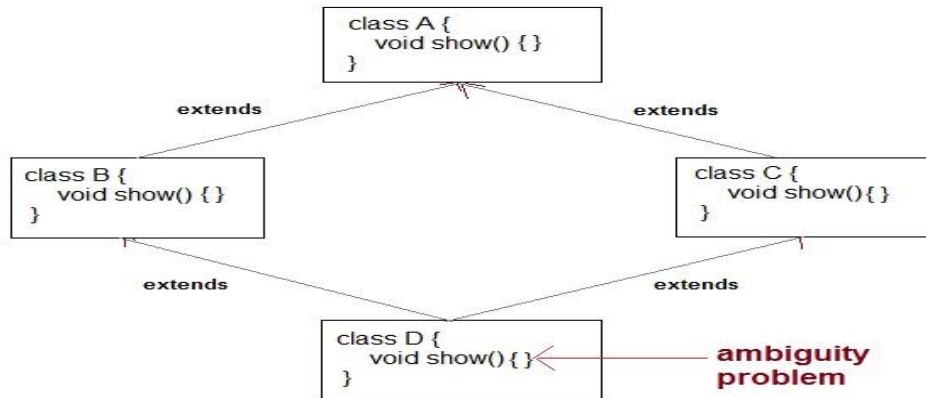 class A {
void show() { }
}
extends
extends
class B {
void show() { }
}
class C {
void show(){ }
}
extends
extends
class D {
void show(){ }
}
ambiguity
problem